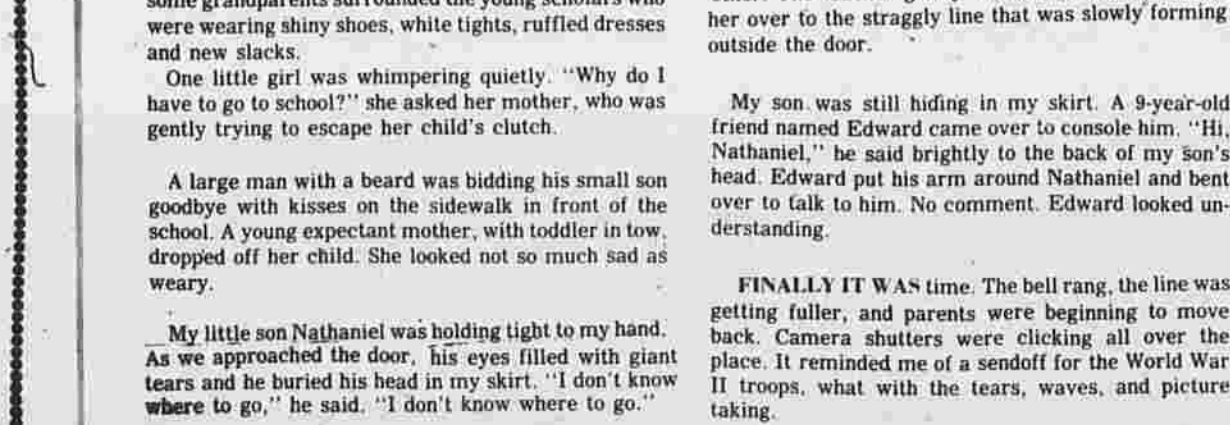 some grandparents surrounded the young scholars who
were wearing shiny shoes, white tights, ruffled dresses
and new slacks.
One little girl was whimpering quietly. "Why do I
have to go to school?" she asked her mother, who was
gently trying to escape her child's clutch.
A large man with a beard was bidding his small son
goodbye with kisses on the sidewalk in front of the
school. A young expectant mother, with toddler in tow,
dropped off her child. She looked not so much sad as
weary.
My little son Nathaniel was holding tight to my hand.
As we approached the door, his eyes filled with giant
tears and he buried his head in my skirt. "I don't know
where to go," he said. "I don't know where to go."
her over to the straggly line that was slowly forming
outside the door.
My son was still hiding in my skirt. A 9-year-old
friend named Edward came over to console him. "Hi,
Nathaniel," he said brightly to the back of my son's
head. Edward put his arm around Nathaniel and bent
over to talk to him. No comment. Edward looked un-
derstanding.
FINALLY IT WAS time. The bell rang, the line was
getting fuller, and parents were beginning to move
back. Camera shutters were clicking all over the
place. It reminded me of a sendoff for the World War
II troops, what with the tears, waves, and picture
taking.